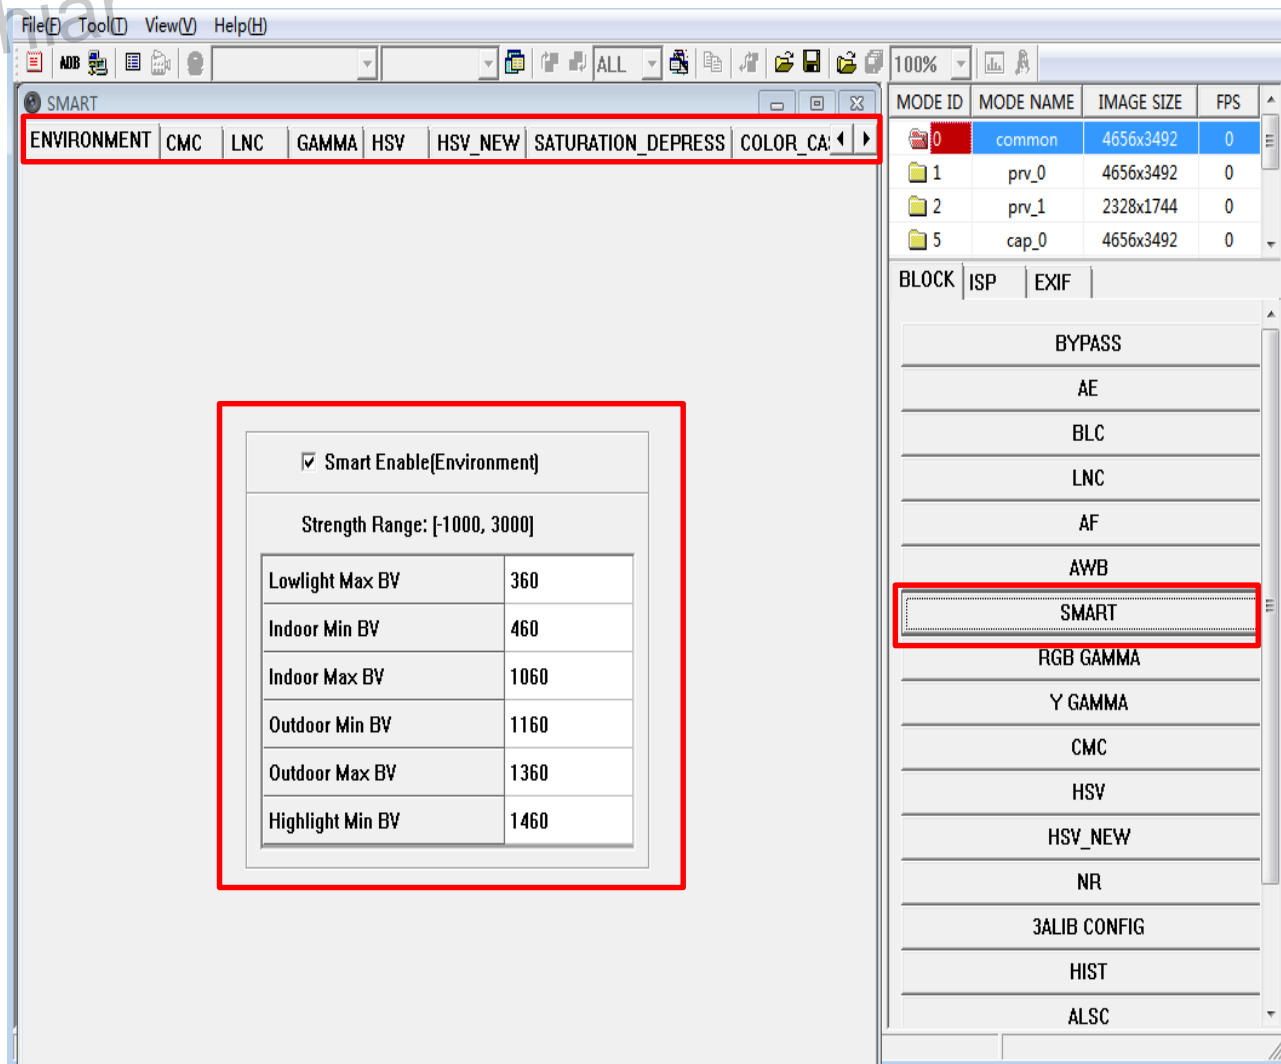 File(F) Tool(T) View(V) Help(H)
ADB ALL 100%
SMART
ENVIRONMENT CMC LNC GAMMA HSV HSV_NEW SATURATION_DEPRESS COLOR_CA
MODE ID MODE NAME IMAGE SIZE FPS
0 common 4656x3492 0
1 prv_0 4656x3492 0
2 prv_1 2328x1744 0
5 cap_0 4656x3492 0
BLOCK ISP EXIF
Smart Enable(Environment)
Strength Range: [-1000, 3000]
Lowlight Max BV 360
Indoor Min BV 460
Indoor Max BV 1060
Outdoor Min BV 1160
Outdoor Max BV 1360
Highlight Min BV 1460
BYPASS
AE
BLC
LNC
AF
AWB
SMART
RGB GAMMA
Y GAMMA
CMC
HSV
HSV_NEW
NR
3ALIB CONFIG
HIST
ALSC